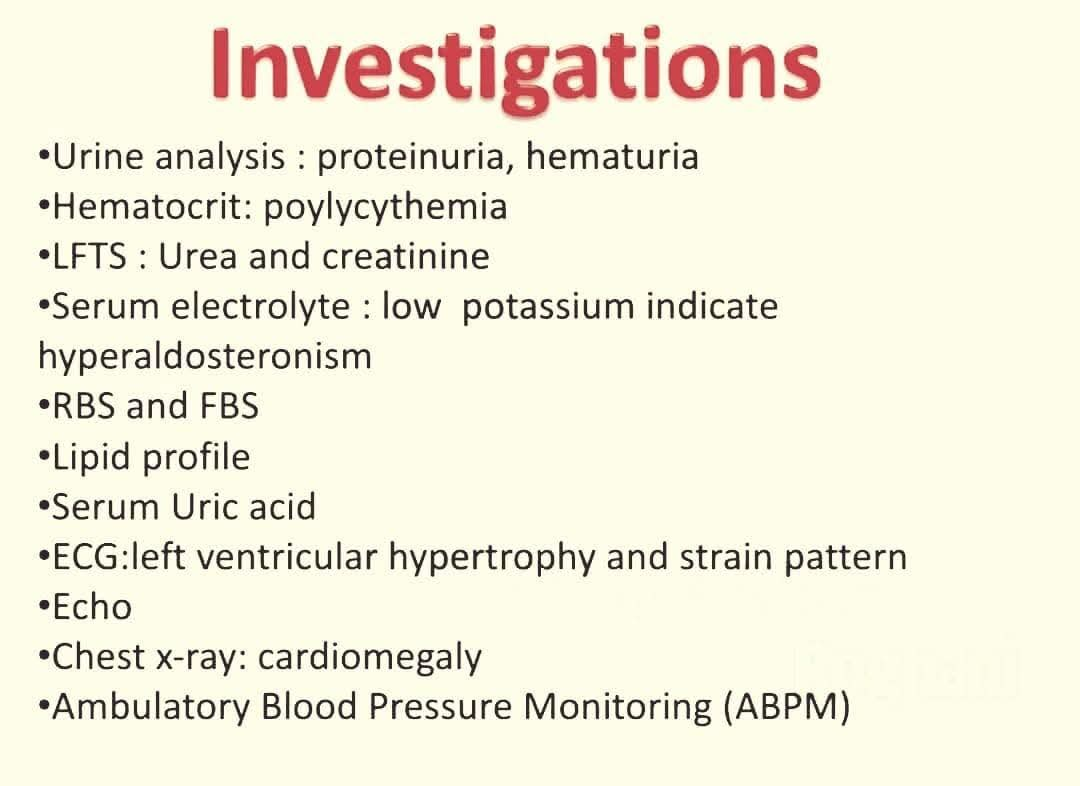 Investigations
•Urine analysis : proteinuria, hematuria
•Hematocrit: poylycythemia
•LFTS : Urea and creatinine
•Serum electrolyte : low  potassium indicate
hyperaldosteronism
•RBS and FBS
•Lipid profile
•Serum Uric acid
•ECG:left ventricular hypertrophy and strain pattern
•Echo
•Chest x-ray: cardiomegaly
•Ambulatory Blood Pressure Monitoring (ABPM)